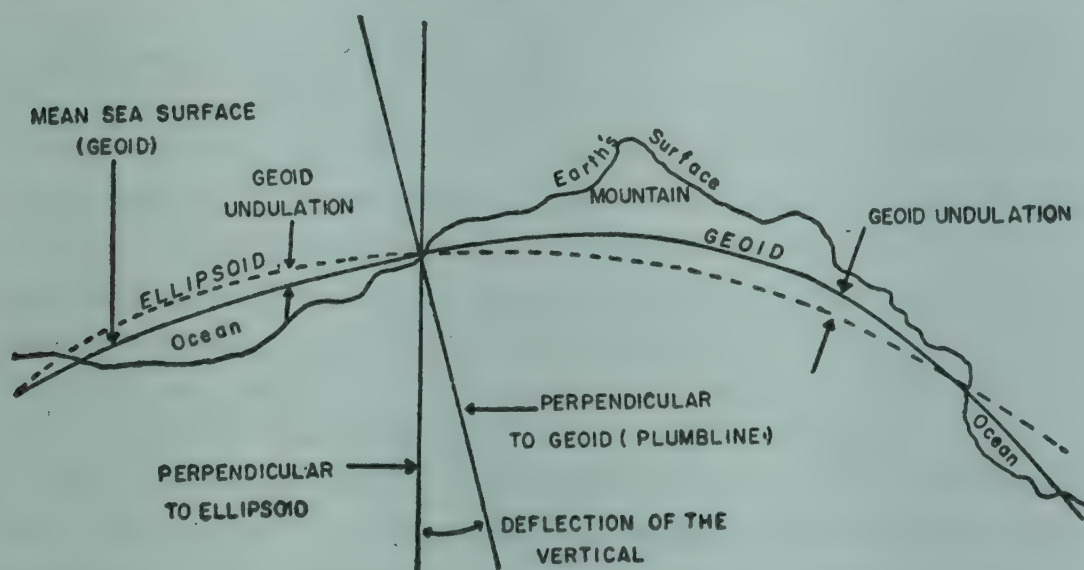 MEAN SEA SURFACE
(GEOID)
GEOID
UNDULATION
ELLIPSOID
Ocean
Earth's Surface
MOUNTAIN
GEOID
GEOID UNDULATION
PERPENDICULAR
TO GEOID (PLUMBLINE)
PERPENDICULAR
TO ELLIPSOID
DEFLECTION OF THE
VERTICAL
Ocean